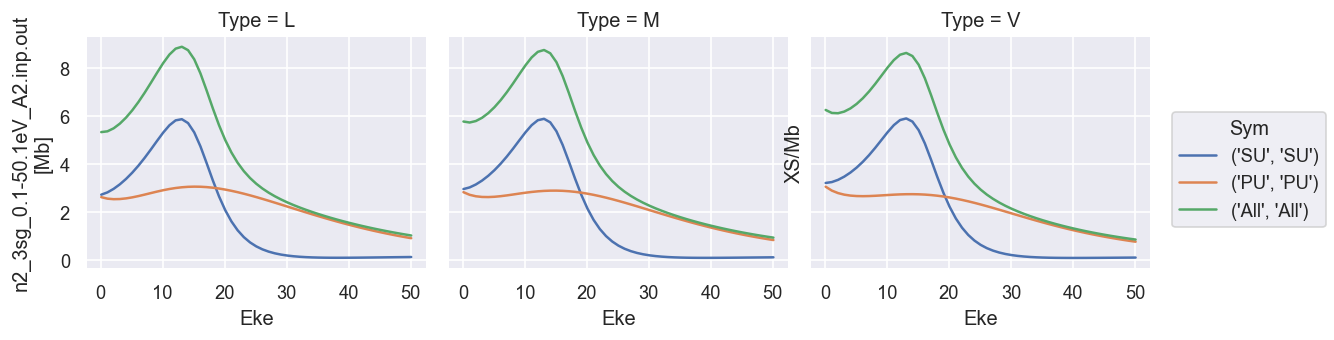 Type = L
Type = M
Type = V
n2_3sg_0.1-50.1eV_A2.inp.out
[Mb]
8
6
4
2
0
XS/Mb
0 10 20 30 40 50
0 10 20 30 40 50
0 10 20 30 40 50
Eke
Eke
Eke
Sym
('SU', 'SU')
('PU', 'PU')
('All', 'All')